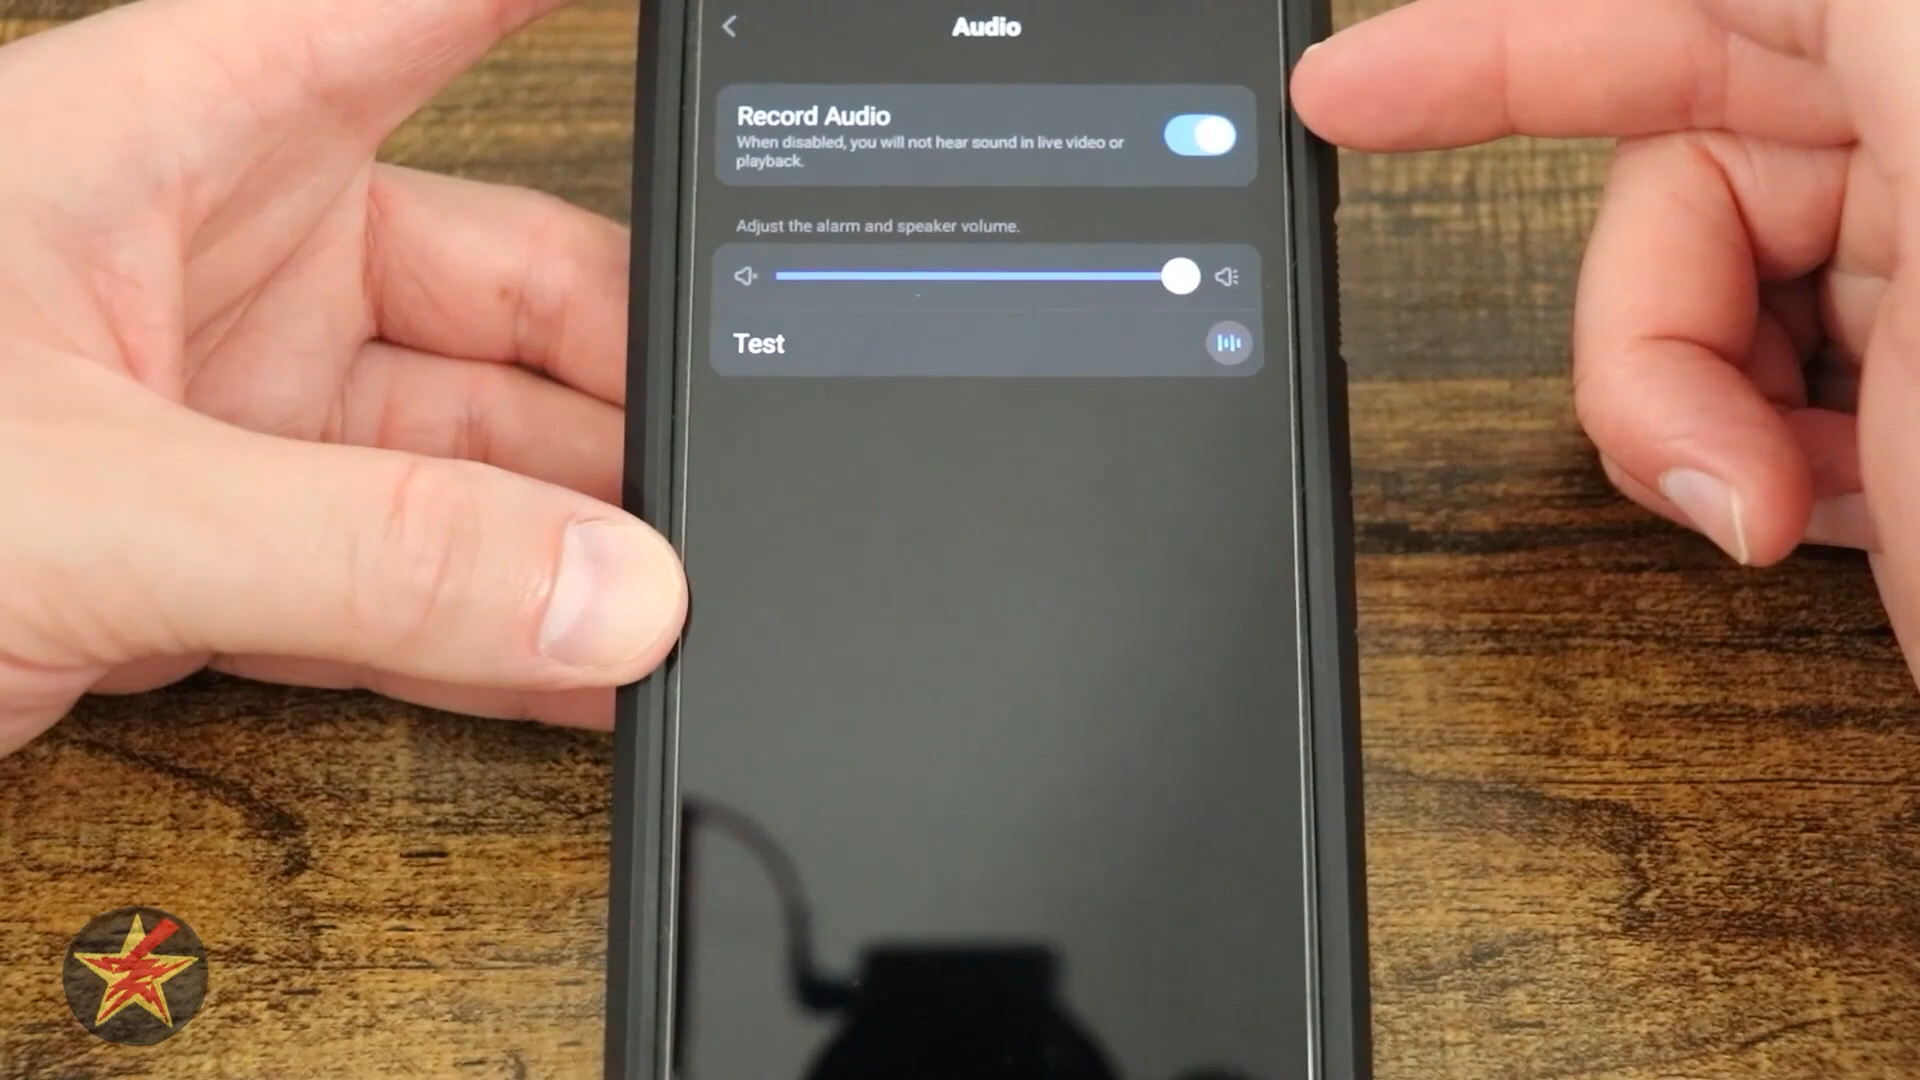 Audio
Record Audio
When disabled, you will not hear sound in live video or
playback.
Adjust the alarm and speaker volume.
Test